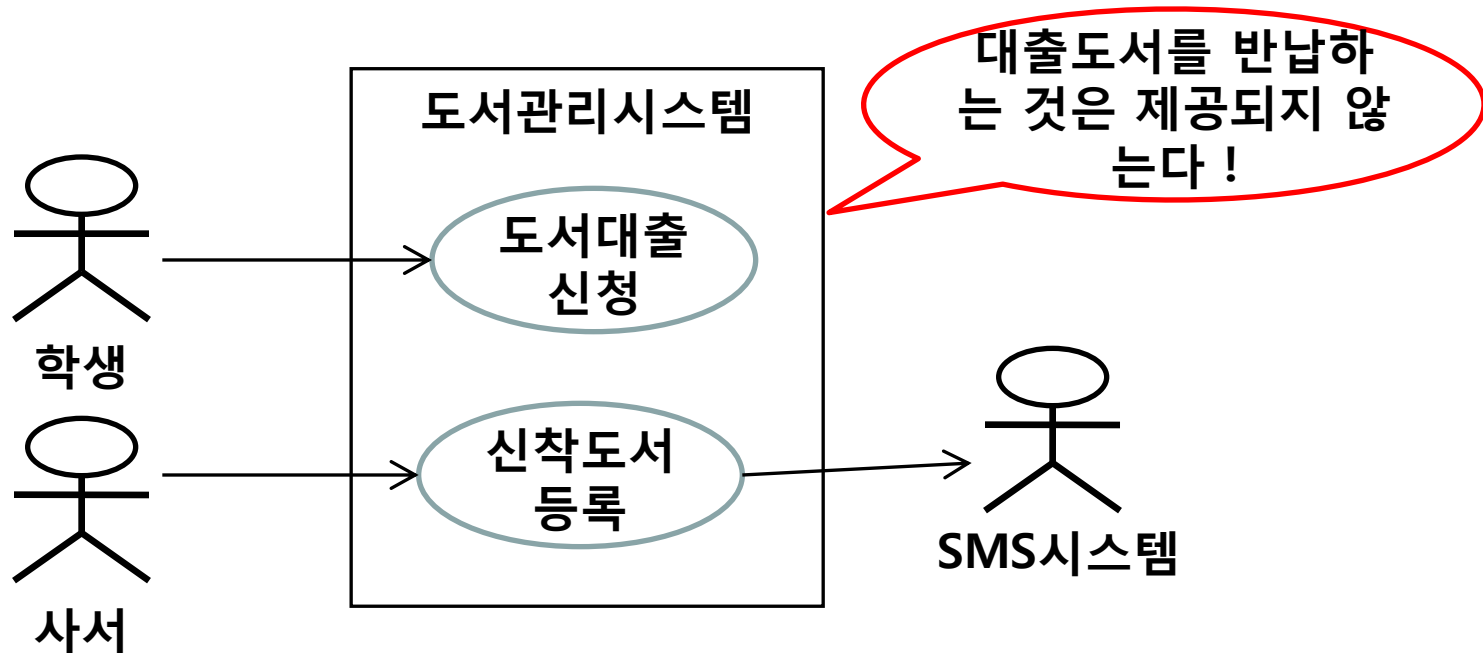 도서관리시스템
대출도서를 반납하
는 것은 제공되지 않
는다 !
도서대출
신청
학생
신착도서
등록
SMS시스템
사서